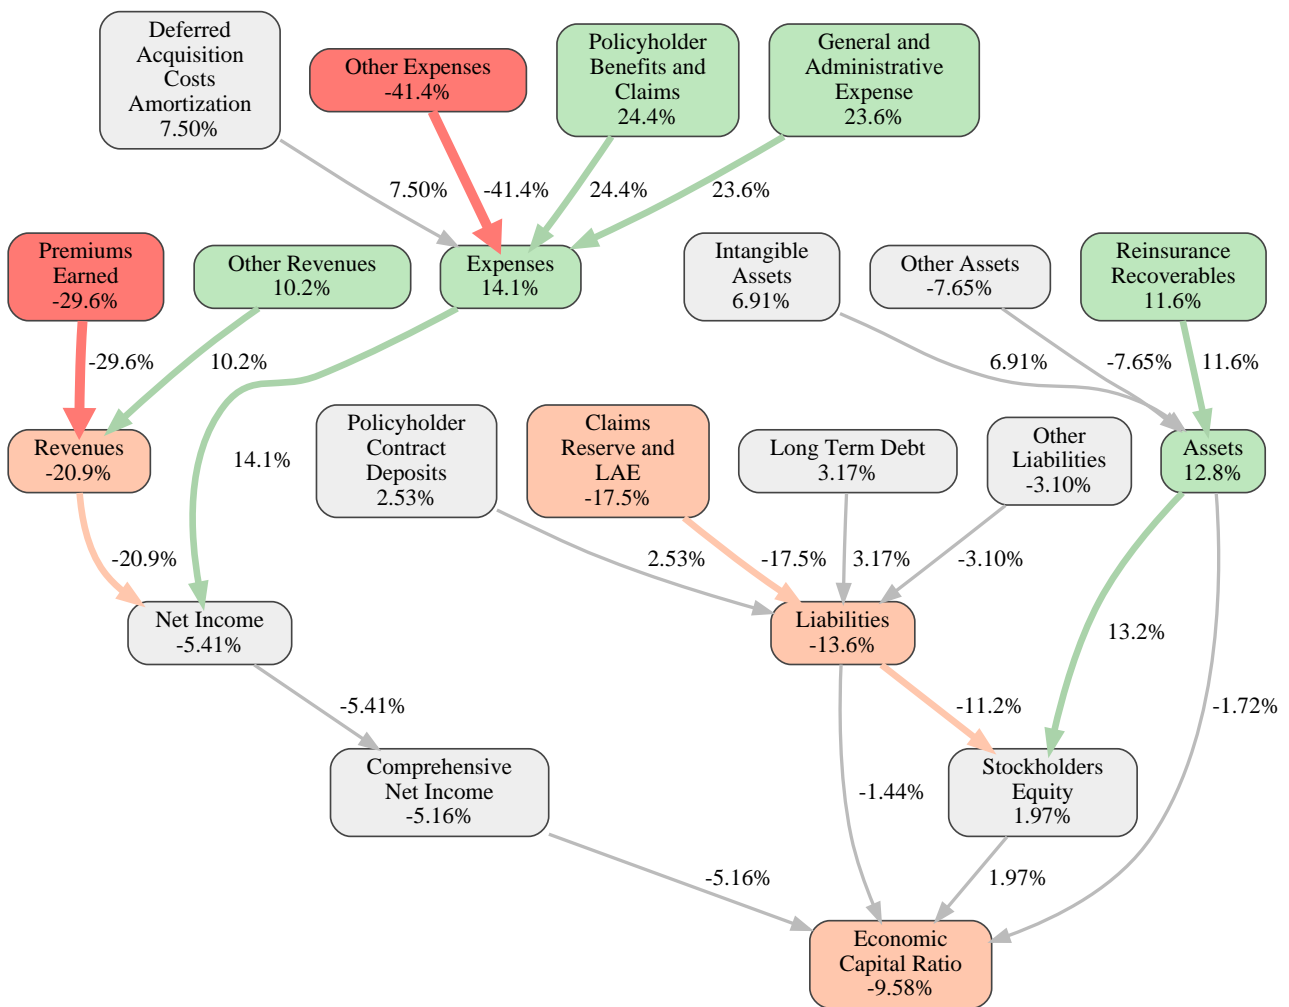 Deferred
Acquisition
Costs
Amortization
7.50%
Other Expenses
-41.4%
Policyholder
Benefits and
Claims
24.4%
General and
Administrative
Expense
23.6%
7.50%
-41.4%
24.4%
23.6%
Premiums
Earned
-29.6%
Other Revenues
10.2%
Expenses
14.1%
Intangible
Assets
6.91%
Other Assets
-7.65%
Reinsurance
Recoverables
11.6%
-29.6%
10.2%
6.91%
-7.65%
11.6%
Revenues
-20.9%
14.1%
Policyholder
Contract
Deposits
2.53%
Claims
Reserve and
LAE
-17.5%
Long Term Debt
3.17%
Other
Liabilities
-3.10%
Assets
12.8%
-20.9%
2.53%
-17.5%
3.17%
-3.10%
Net Income
-5.41%
Liabilities
-13.6%
13.2%
-5.41%
-11.2%
-1.72%
Comprehensive
Net Income
-5.16%
-1.44%
Stockholders
Equity
1.97%
-5.16%
1.97%
Economic
Capital Ratio
-9.58%